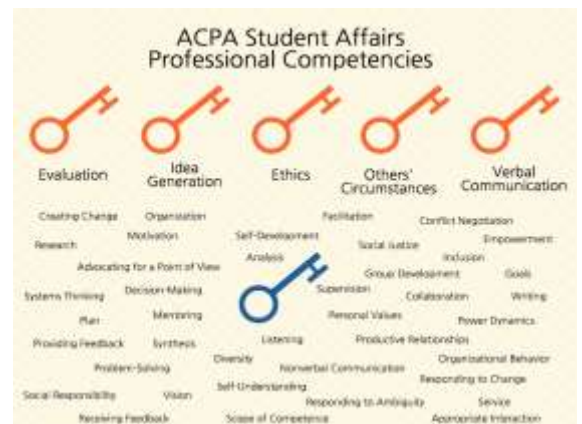 ACPA Student Affairs
Professional Competencies
Evaluation
Idea
Generation
Ethics
Others'
Circumstances
Verbal
Communication
Creating Change
Organization
Facilitation
Conflict Negotiation
Motivation
Self-Development
Empowerment
Research
Social Justice
Analysis
Inclusion
Advocating for a Point of View
Group Development
Goals
Systems Thinking
Decision-Making
Supervision
Collaboration
Writing
Plan
Mentoring
Personal Values
Power Dynamics
Providing Feedback
Synthesis
Listening
Productive Relationships
Diversity
Organizational Behavior
Problem-Solving
Nonverbal Communication
Responding to Change
Self-Understanding
Social Responsibility
Vision
Responding to Ambiguity
Service
Receiving Feedback
Scope of Competence
Appropriate Interaction